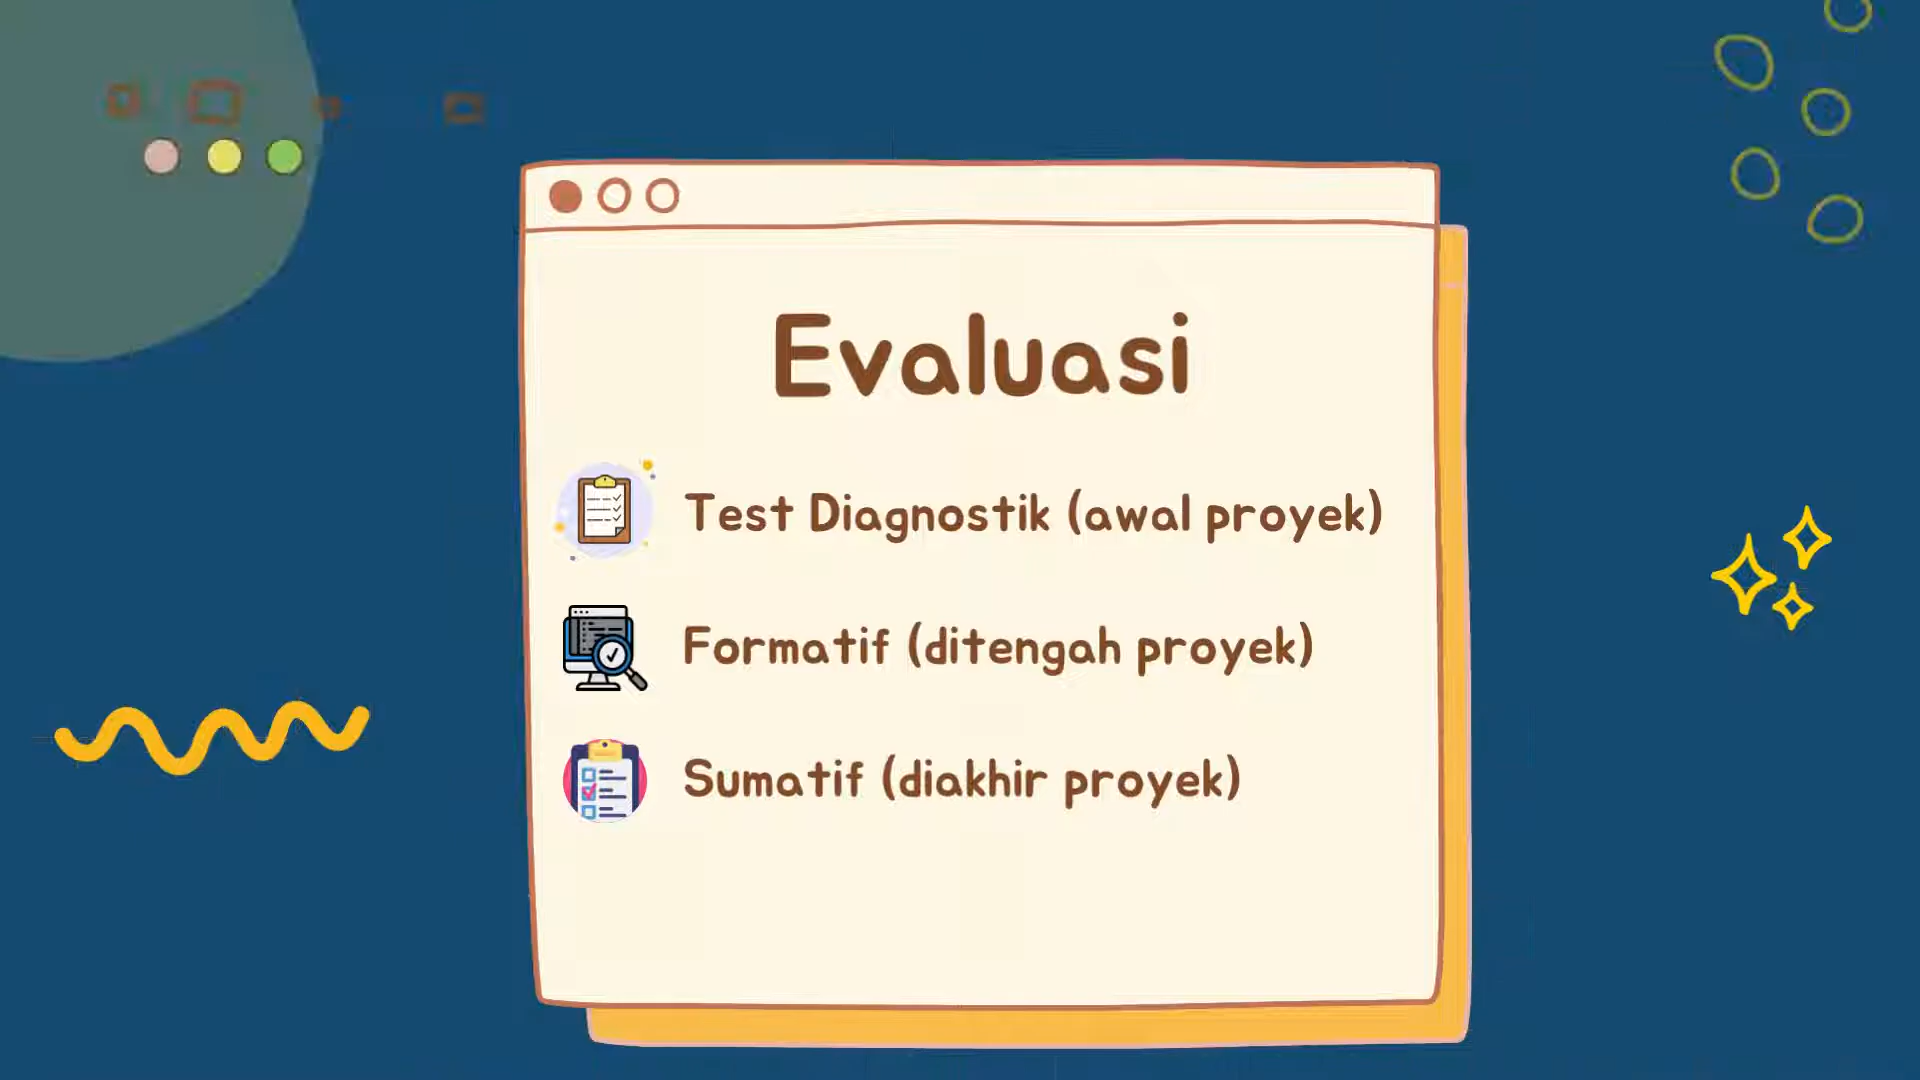 Evaluasi
Test Diagnostik (awal proyek)
Formatif (ditengah proyek)
Sumatif (diakhir proyek)